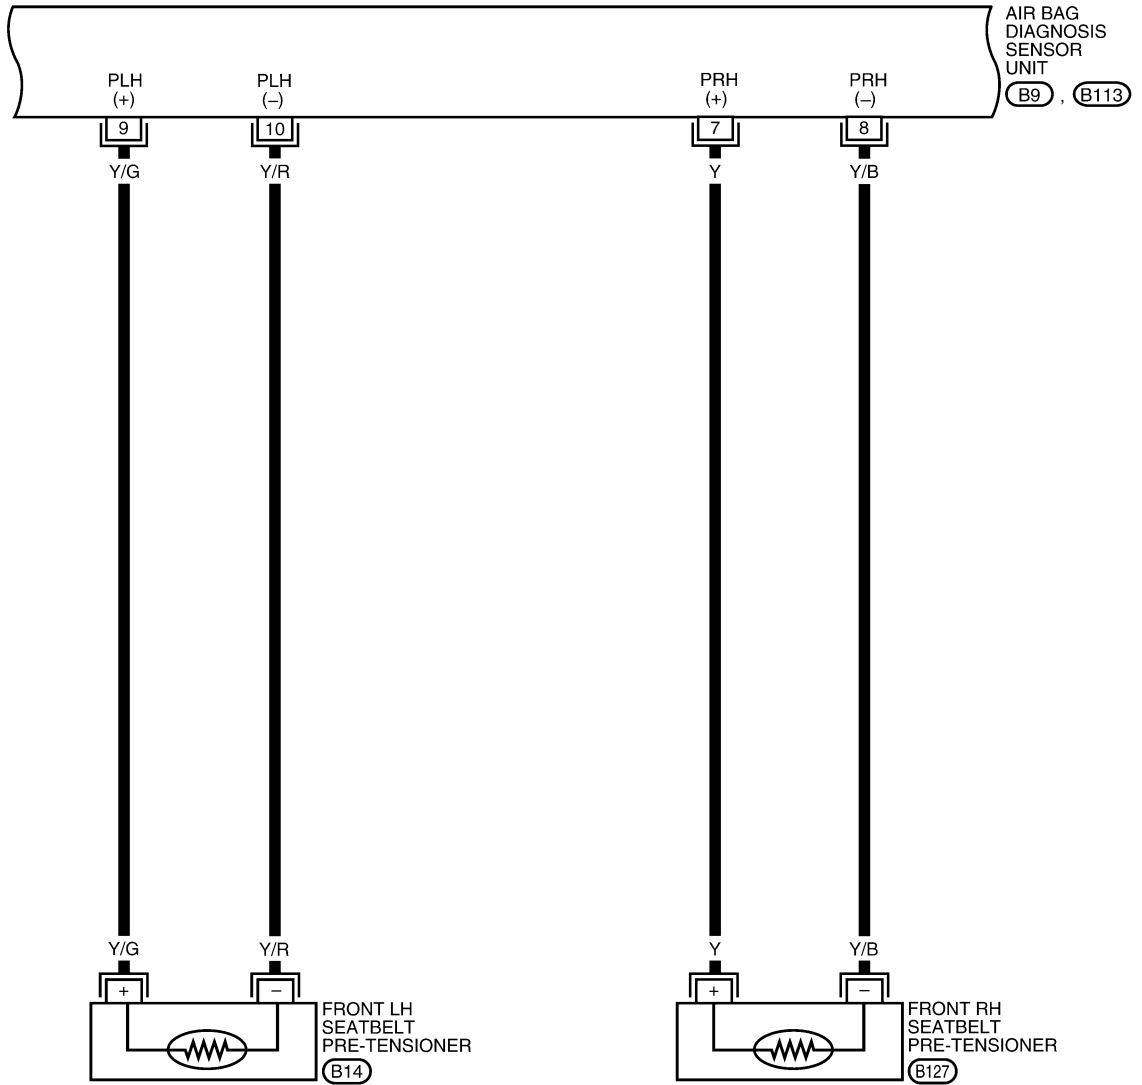 AIR BAG
DIAGNOSIS
SENSOR
UNIT
B9 , B113
PLH PLH PRH PRH
(+) (–) (+) (–)
9 10 7 8
Y/G Y/R Y Y/B
Y/G Y/R Y Y/B
+ – + –
FRONT LH
SEATBELT
PRE-TENSIONER
B14
FRONT RH
SEATBELT
PRE-TENSIONER
B127